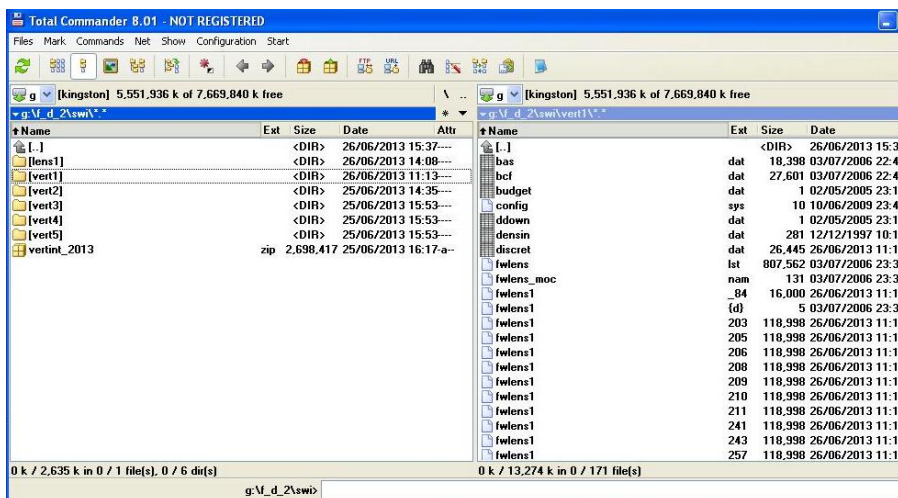 Total Commander 8.01 - NOT REGISTERED
Files Mark Commands Net Show Configuration Start
FTP URL
g [kingston] 5,551,936 k of 7,669,840 k free \ ..
g:\f_d_2\swi\*.* * ▼
Name Ext Size Date Attr
[..] <DIR> 26/06/2013 15:37 ----
[lens1] <DIR> 26/06/2013 14:08 ----
[vert1] <DIR> 26/06/2013 11:13 ----
[vert2] <DIR> 25/06/2013 14:35 ----
[vert3] <DIR> 25/06/2013 15:53 ----
[vert4] <DIR> 25/06/2013 15:53 ----
[vert5] <DIR> 25/06/2013 15:53 ----
vertint_2013 zip 2,698,417 25/06/2013 16:17 -a--
0 k / 2,635 k in 0 / 1 file(s), 0 / 6 dir(s)
g [kingston] 5,551,936 k of 7,669,840 k free
g:\f_d_2\swi\vert1\*.*
Name Ext Size Date
[..] <DIR> 26/06/2013 15:3
bas dat 18,398 03/07/2006 22:4
bcf dat 27,601 03/07/2006 22:4
budget dat 1 02/05/2005 23:1
config sys 10 10/06/2009 23:4
ddown dat 1 02/05/2005 23:1
densin dat 281 12/12/1997 10:1
discret dat 26,445 26/06/2013 11:1
fwlens lst 807,562 03/07/2006 23:3
fwlens_moc nam 131 03/07/2006 23:3
fwlens1 _84 16,000 26/06/2013 11:1
fwlens1 {d} 5 03/07/2006 23:3
fwlens1 203 118,998 26/06/2013 11:1
fwlens1 205 118,998 26/06/2013 11:1
fwlens1 206 118,998 26/06/2013 11:1
fwlens1 208 118,998 26/06/2013 11:1
fwlens1 209 118,998 26/06/2013 11:1
fwlens1 210 118,998 26/06/2013 11:1
fwlens1 211 118,998 26/06/2013 11:1
fwlens1 241 118,998 26/06/2013 11:1
fwlens1 243 118,998 26/06/2013 11:1
fwlens1 257 118,998 26/06/2013 11:1
0 k / 13,274 k in 0 / 171 file(s)
g:\f_d_2\swi>